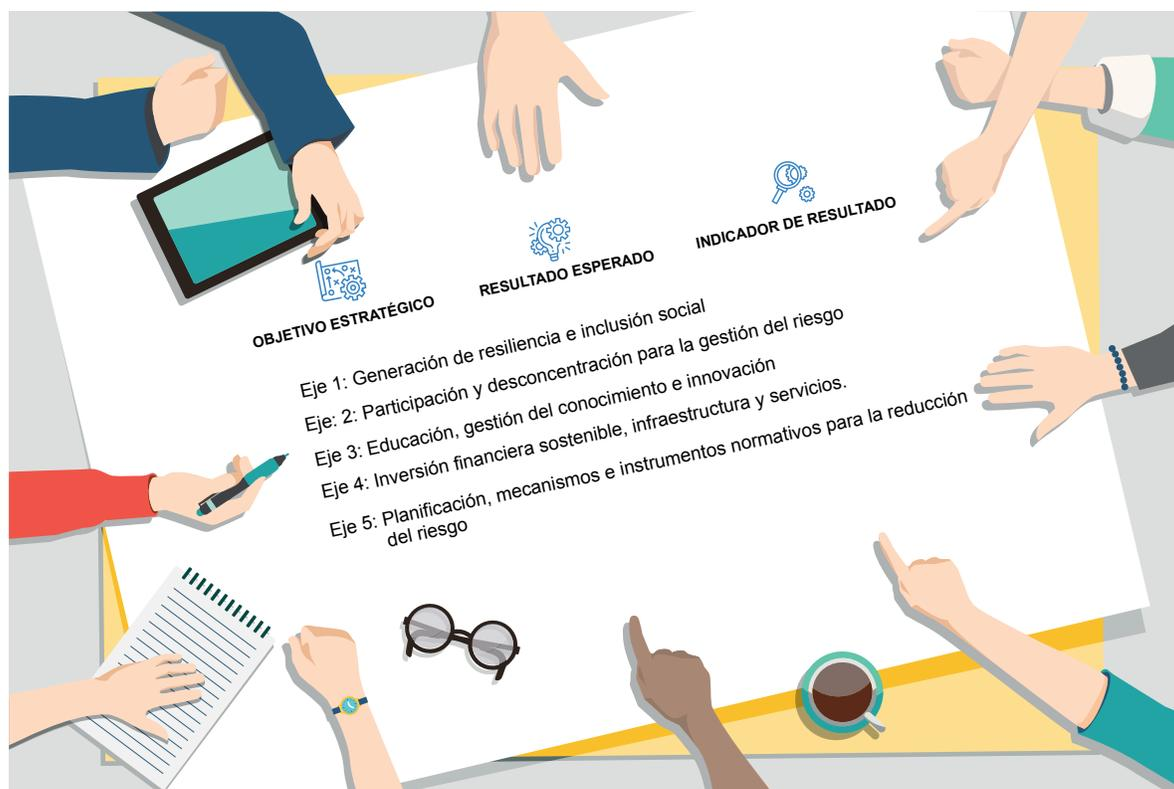 OBJETIVO ESTRATÉGICO
RESULTADO ESPERADO
INDICADOR DE RESULTADO
Eje 1: Generación de resiliencia e inclusión social
Eje: 2: Participación y desconcentración para la gestión del riesgo
Eje 3: Educación, gestión del conocimiento e innovación
Eje 4: Inversión financiera sostenible, infraestructura y servicios.
Eje 5: Planificación, mecanismos e instrumentos normativos para la reducción
del riesgo